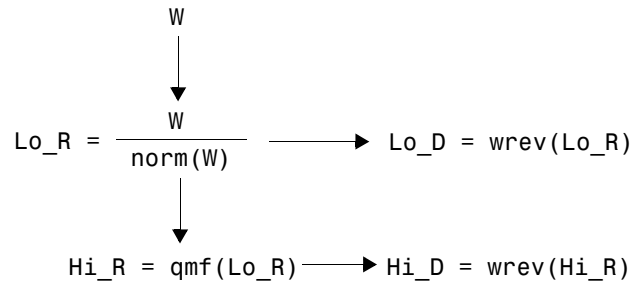 W
W
Lo_R = norm(W) Lo_D = wrev(Lo_R)
Hi_R = qmf(Lo_R) Hi_D = wrev(Hi_R)